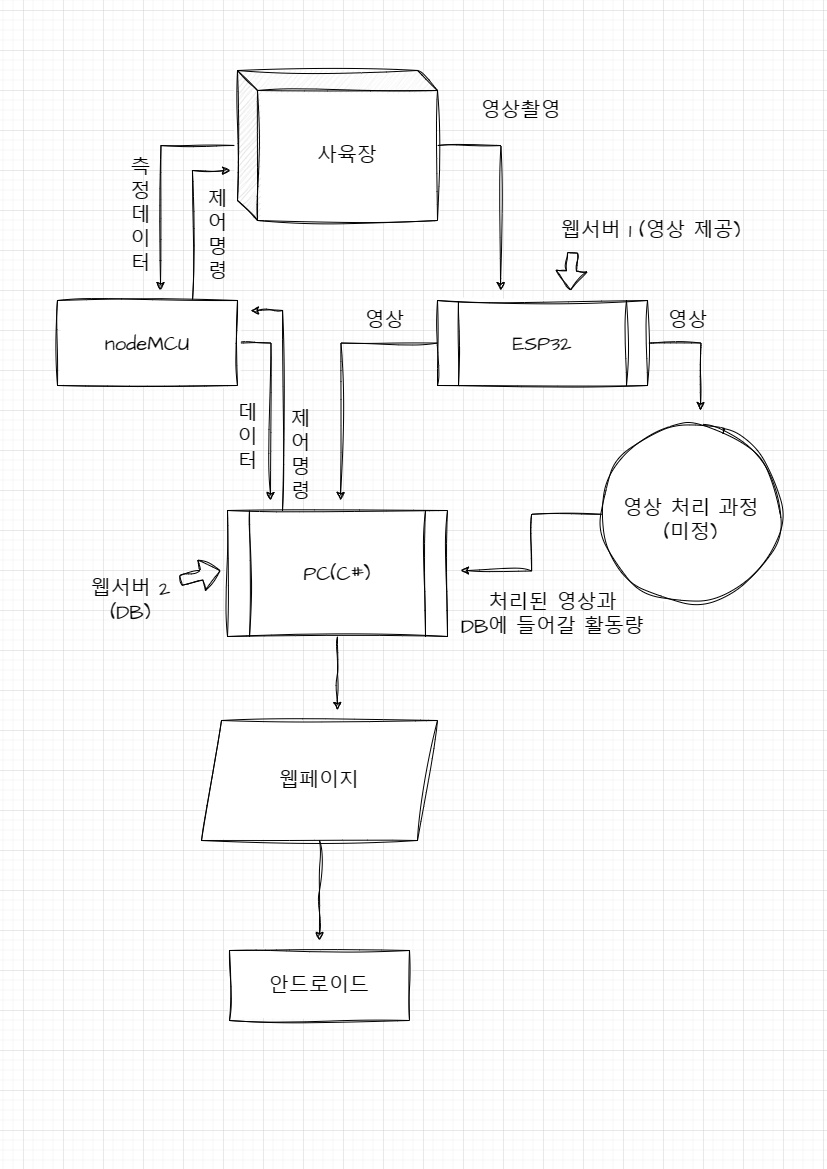 영상촬영
사육장
측
정
데
이
터
제
어
명
령
웹서버 1 (영상 제공)
nodeMCU
영상
ESP32
영상
데
이
터
제
어
명
령
영상 처리 과정
(미정)
PC(C#)
웹서버 2
(DB)
처리된 영상과
DB에 들어갈 활동량
웹페이지
안드로이드